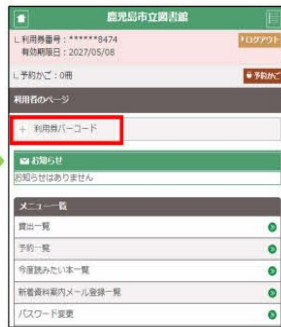 鹿児島市立図書館
L 利用券番号：******8474
有効期限日：2027/05/08
ログアウト
L 予約かご：0冊
予約かご
利用者のページ
＋ 利用券バーコード
お知らせ
お知らせはありません
メニュー一覧
貸出一覧
予約一覧
今度読みたい本一覧
新着資料案内メール登録一覧
パスワード変更